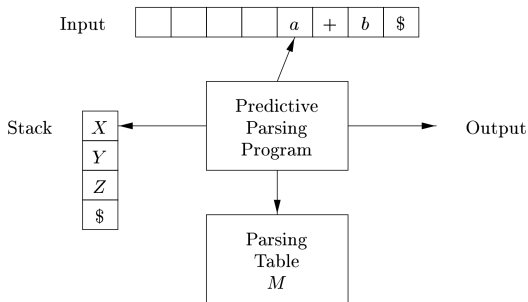 Input
a + b $
Predictive
Parsing
Program
Stack
X
Y
Z
$
Output
Parsing
Table
M